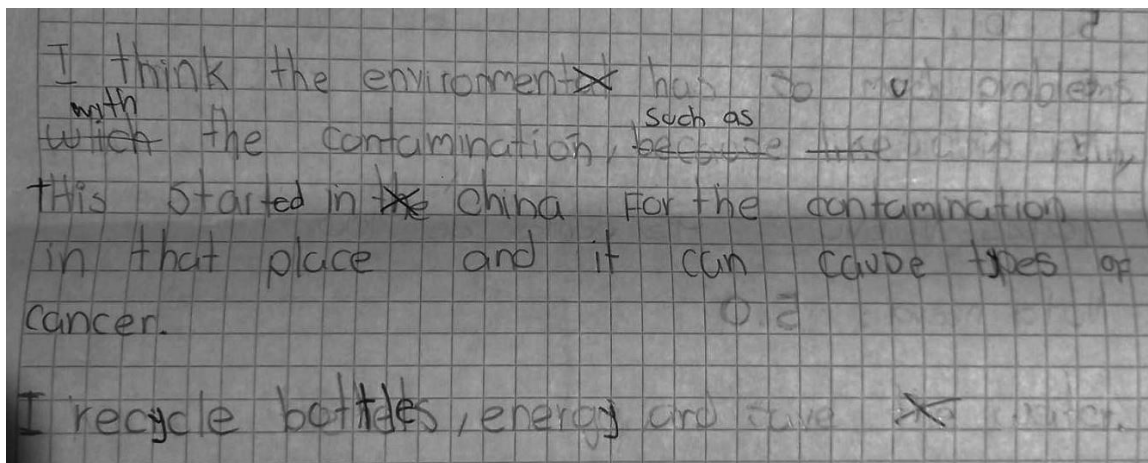 I think the environment has so much problems
with the contamination, such as
this started in china for the contamination
in that place and it can cause types of
cancer.
I recycle bottles, energy and save water.